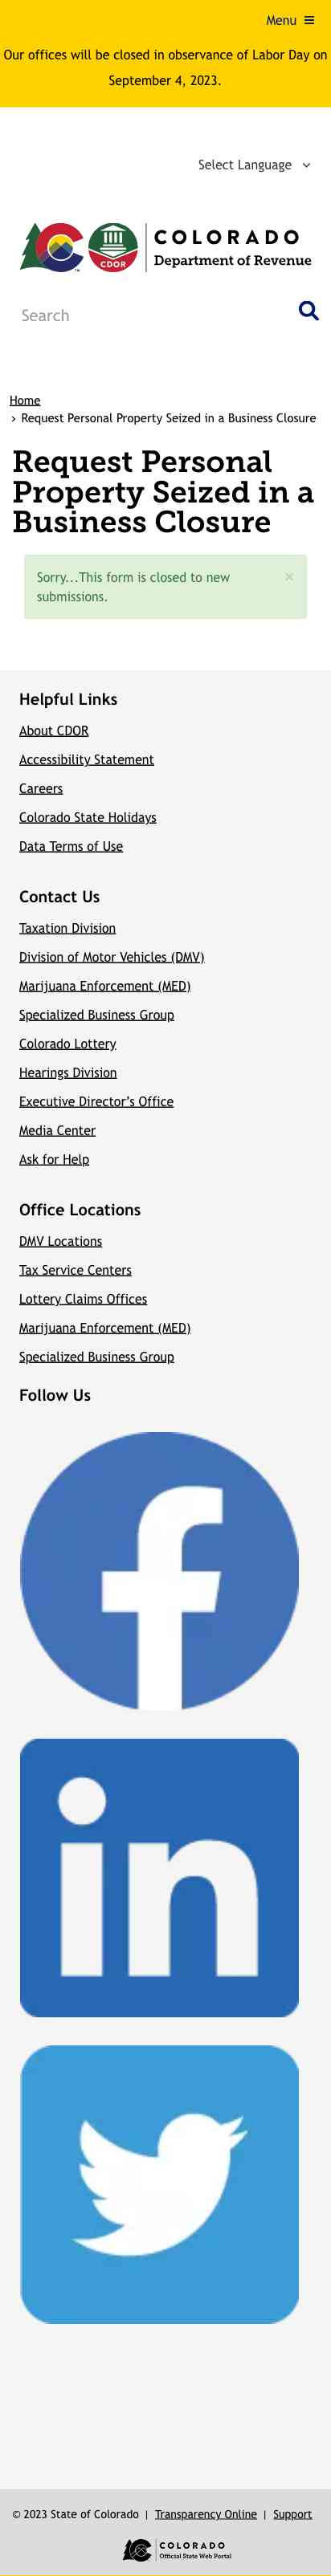 Menu
Our offices will be closed in observance of Labor Day on
September 4, 2023.
Select Language
CDOR
TM
COLORADO
Department of Revenue
Search
Home
› Request Personal Property Seized in a Business Closure
Request Personal
Property Seized in a
Business Closure
Sorry...This form is closed to new
submissions.
×
Helpful Links
About CDOR
Accessibility Statement
Careers
Colorado State Holidays
Data Terms of Use
Contact Us
Taxation Division
Division of Motor Vehicles (DMV)
Marijuana Enforcement (MED)
Specialized Business Group
Colorado Lottery
Hearings Division
Executive Director's Office
Media Center
Ask for Help
Office Locations
DMV Locations
Tax Service Centers
Lottery Claims Offices
Marijuana Enforcement (MED)
Specialized Business Group
Follow Us
f
in
© 2023 State of Colorado | Transparency Online | Support
COLORADO
Official State Web Portal